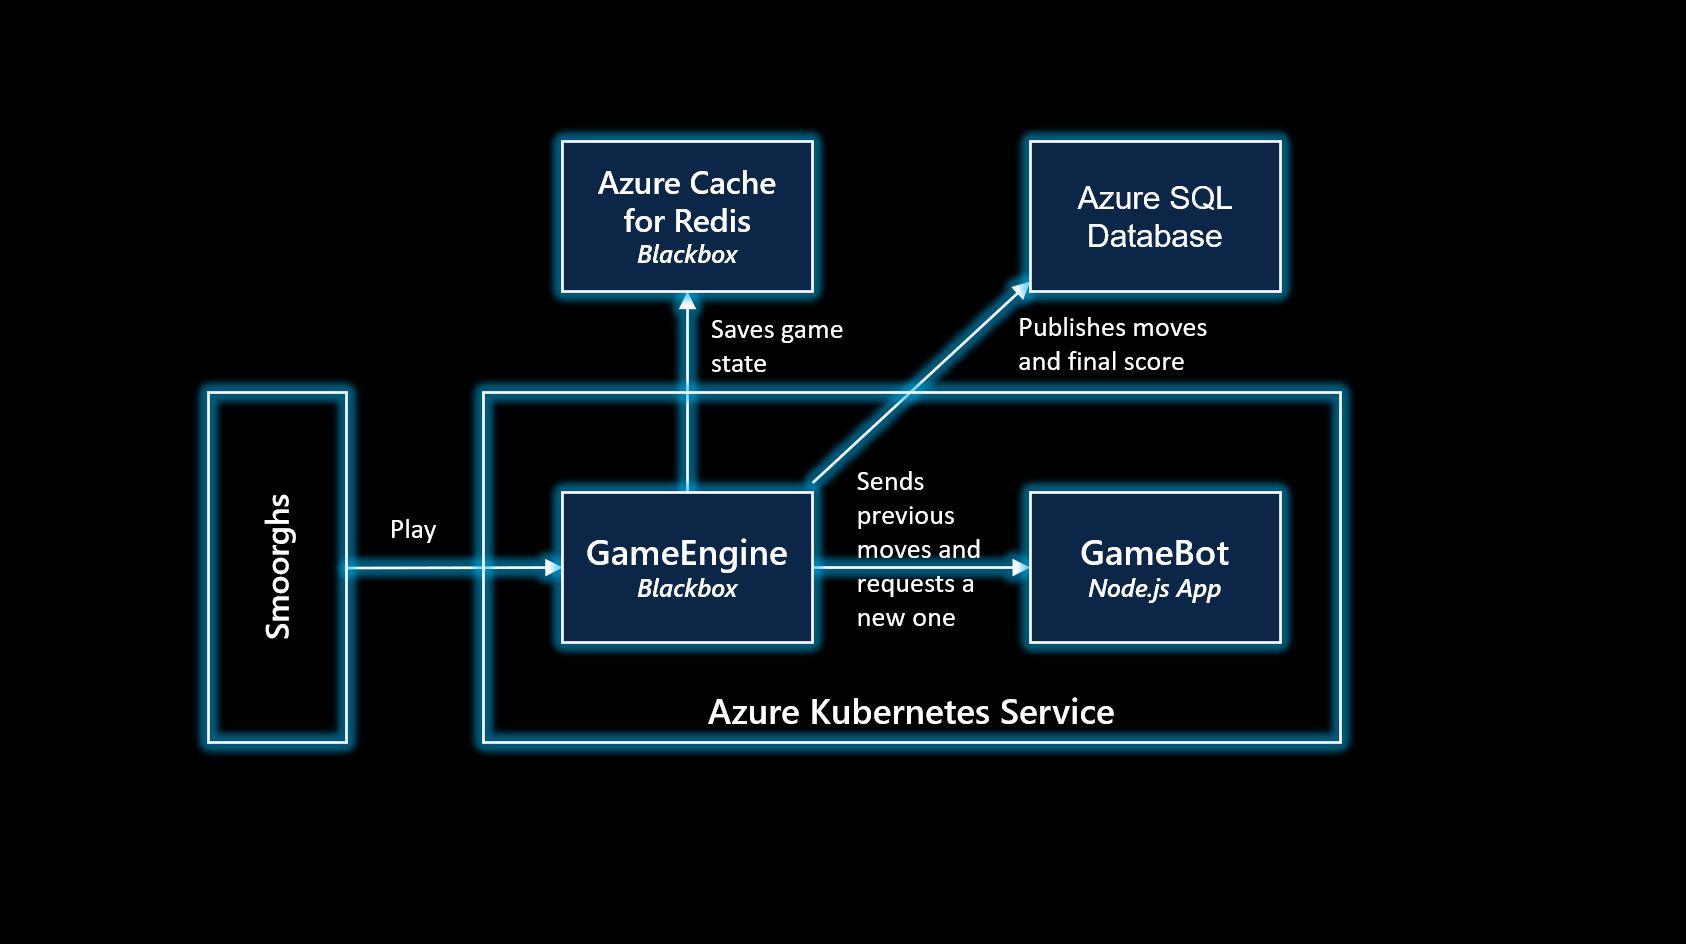 Azure Cache
for Redis
Blackbox
Azure SQL
Database
Saves game
state
Publishes moves
and final score
Smoorghs
Play
GameEngine
Blackbox
Sends
previous
moves and
requests a
new one
GameBot
Node.js App
Azure Kubernetes Service